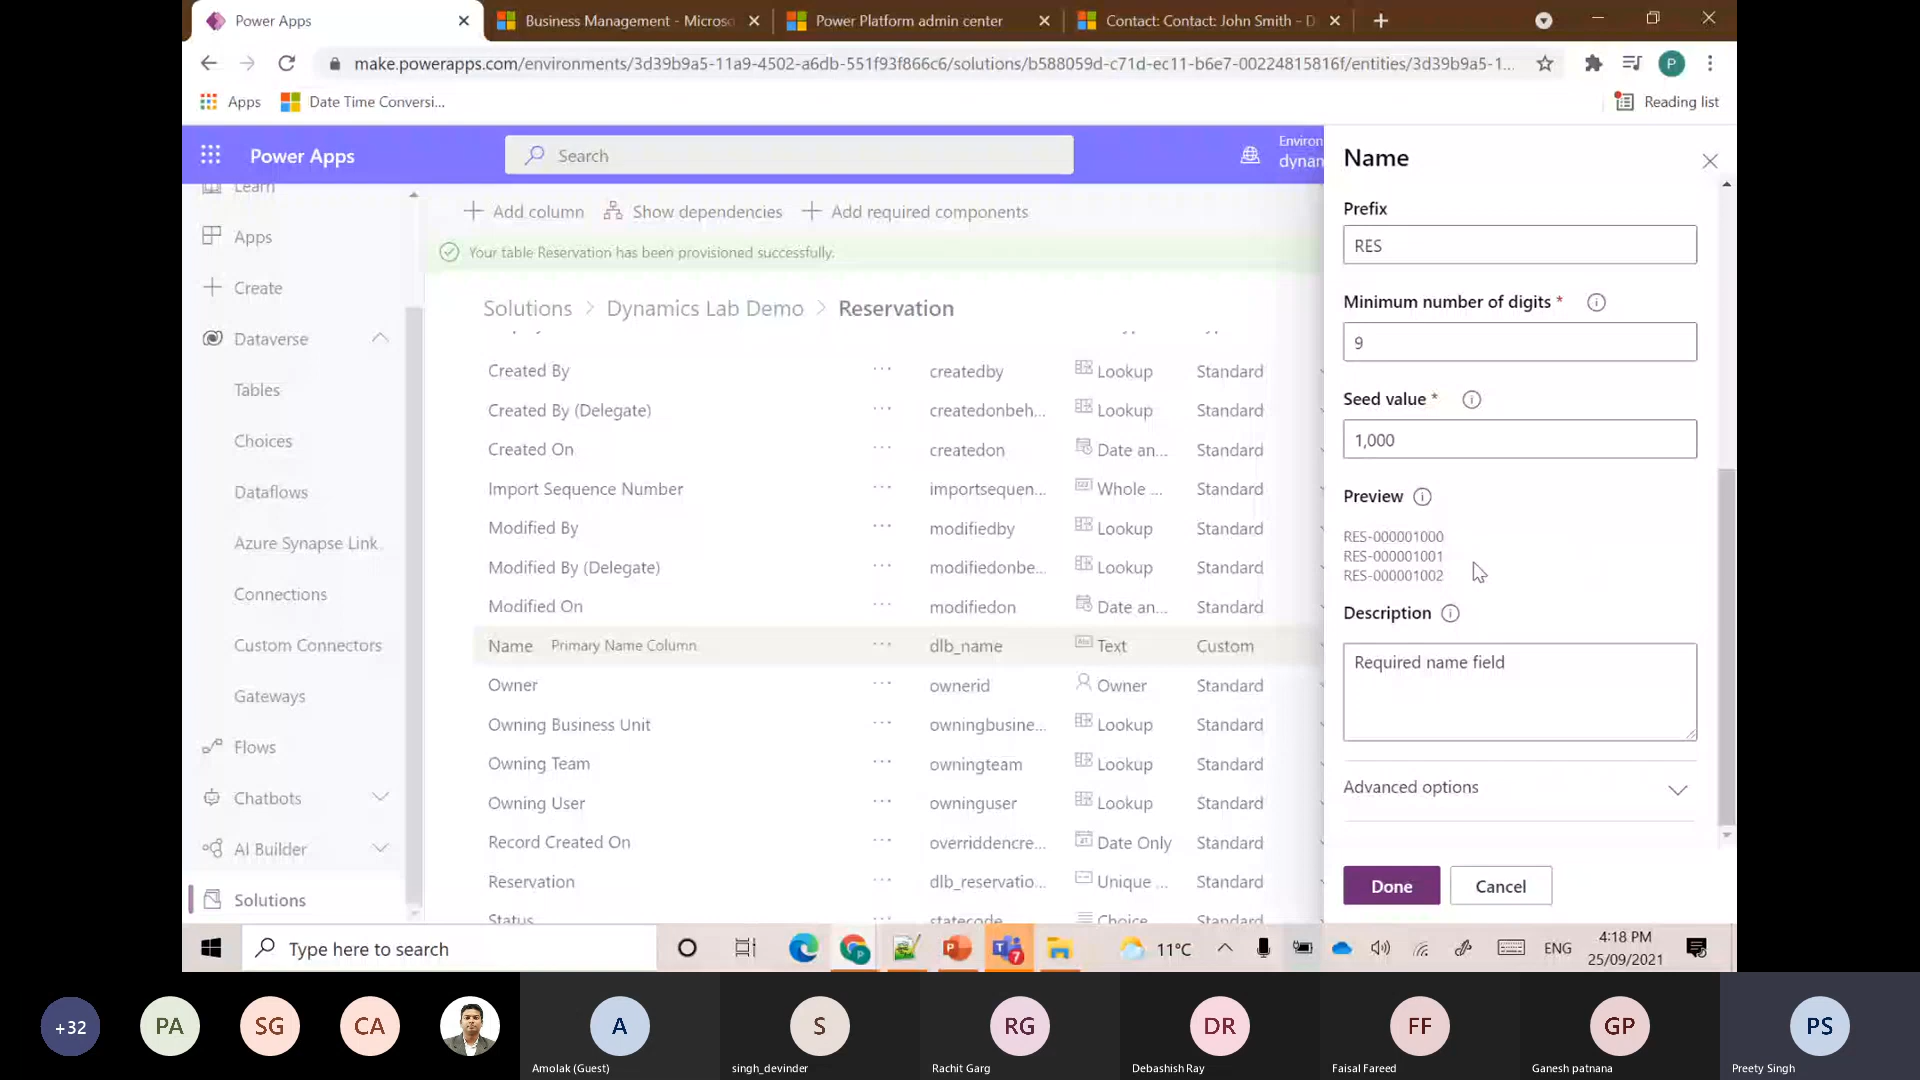 Power Apps
Business Management - Microso
Power Platform admin center
Contact: Contact: John Smith - D
make.powerapps.com/environments/3d39b9a5-11a9-4502-a6db-551f93f866c6/solutions/b588059d-c71d-ec11-b6e7-00224815816f/entities/3d39b9a5-1...
P
Apps
Date Time Conversi...
Reading list
Power Apps
Search
Environ
dynan
Learn
Apps
Create
Dataverse
Tables
Choices
Dataflows
Azure Synapse Link
Connections
Custom Connectors
Gateways
Flows
Chatbots
AI Builder
Solutions
Add column
Show dependencies
Add required components
Your table Reservation has been provisioned successfully.
Solutions > Dynamics Lab Demo > Reservation
Created By ... createdby Lookup Standard
Created By (Delegate) ... createdonbeh... Lookup Standard
Created On ... createdon Date an... Standard
Import Sequence Number ... importsequen... Whole ... Standard
Modified By ... modifiedby Lookup Standard
Modified By (Delegate) ... modifiedonbe... Lookup Standard
Modified On ... modifiedon Date an... Standard
Name Primary Name Column ... dlb_name Text Custom
Owner ... ownerid Owner Standard
Owning Business Unit ... owningbusine... Lookup Standard
Owning Team ... owningteam Lookup Standard
Owning User ... owninguser Lookup Standard
Record Created On ... overriddencre... Date Only Standard
Reservation ... dlb_reservatio... Unique ... Standard
Status ... statecode Choice Standard
Name
Prefix
RES
Minimum number of digits *
9
Seed value *
1,000
Preview
RES-000001000
RES-000001001
RES-000001002
Description
Required name field
Advanced options
Done
Cancel
Type here to search
7
11°C
ENG
4:18 PM
25/09/2021
+32
PA
SG
CA
A
Amolak (Guest)
S
singh_devinder
RG
Rachit Garg
DR
Debashish Ray
FF
Faisal Fareed
GP
Ganesh patnana
PS
Preety Singh